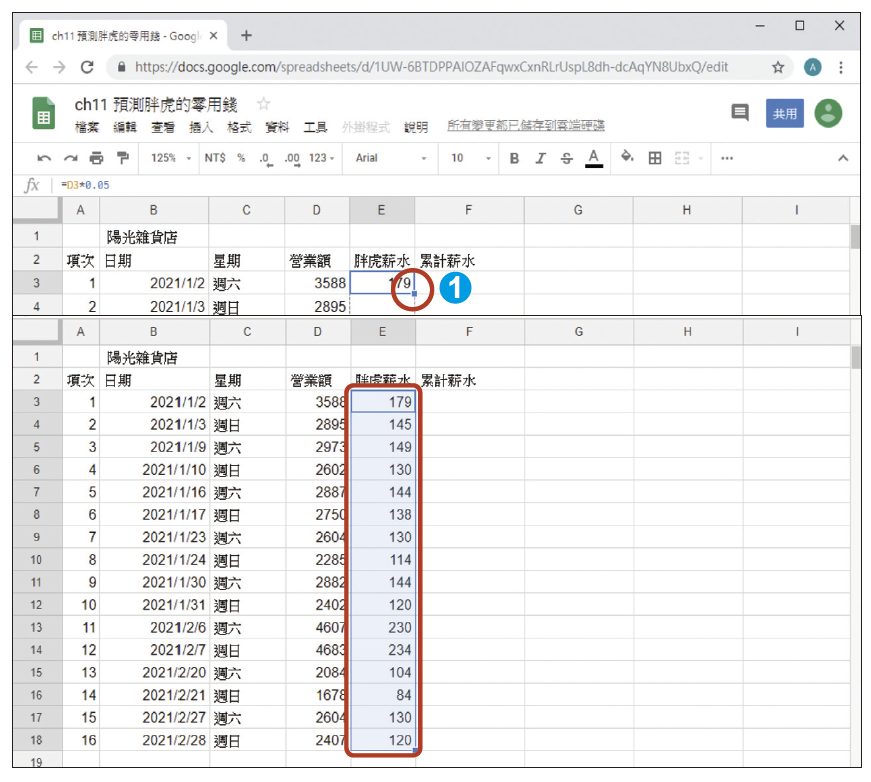 ch11 預測胖虎的零用錢 - Googl
https://docs.google.com/spreadsheets/d/1UW-6BTDPPAIOZAFqwxCxnRLrUspL8dh-dcAqYN8UbxQ/edit
A
ch11 預測胖虎的零用錢
檔案 編輯 查看 插入 格式 資料 工具 外掛程式 說明 所有變更都已儲存到雲端硬碟
共用
125% NT$ % .0 .00 123 Arial 10 B I S A
fx =D3*0.05
A B C D E F G H I
1 陽光雜貨店
2 項次 日期 星期 營業額 胖虎薪水 累計薪水
3 1 2021/1/2 週六 3588 179 1
4 2 2021/1/3 週日 2895
A B C D E F G H I
1 陽光雜貨店
2 項次 日期 星期 營業額 胖虎薪水 累計薪水
3 1 2021/1/2 週六 3588 179
4 2 2021/1/3 週日 2895 145
5 3 2021/1/9 週六 2973 149
6 4 2021/1/10 週日 2602 130
7 5 2021/1/16 週六 2887 144
8 6 2021/1/17 週日 2750 138
9 7 2021/1/23 週六 2604 130
10 8 2021/1/24 週日 2285 114
11 9 2021/1/30 週六 2882 144
12 10 2021/1/31 週日 2402 120
13 11 2021/2/6 週六 4607 230
14 12 2021/2/7 週日 4683 234
15 13 2021/2/20 週六 2084 104
16 14 2021/2/21 週日 1678 84
17 15 2021/2/27 週六 2604 130
18 16 2021/2/28 週日 2407 120
19